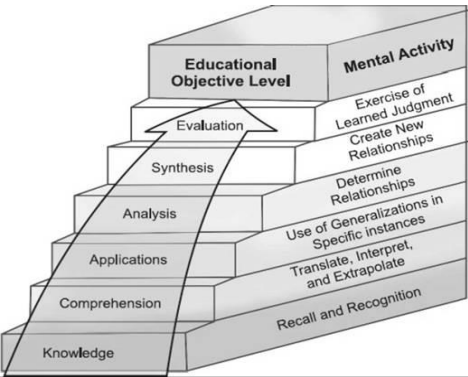 Educational
Objective Level
Mental Activity
Evaluation
Exercise of
Learned Judgment
Synthesis
Create New
Relationships
Analysis
Determine
Relationships
Applications
Use of Generalizations in
Specific instances
Comprehension
Translate, Interpret,
and Extrapolate
Knowledge
Recall and Recognition